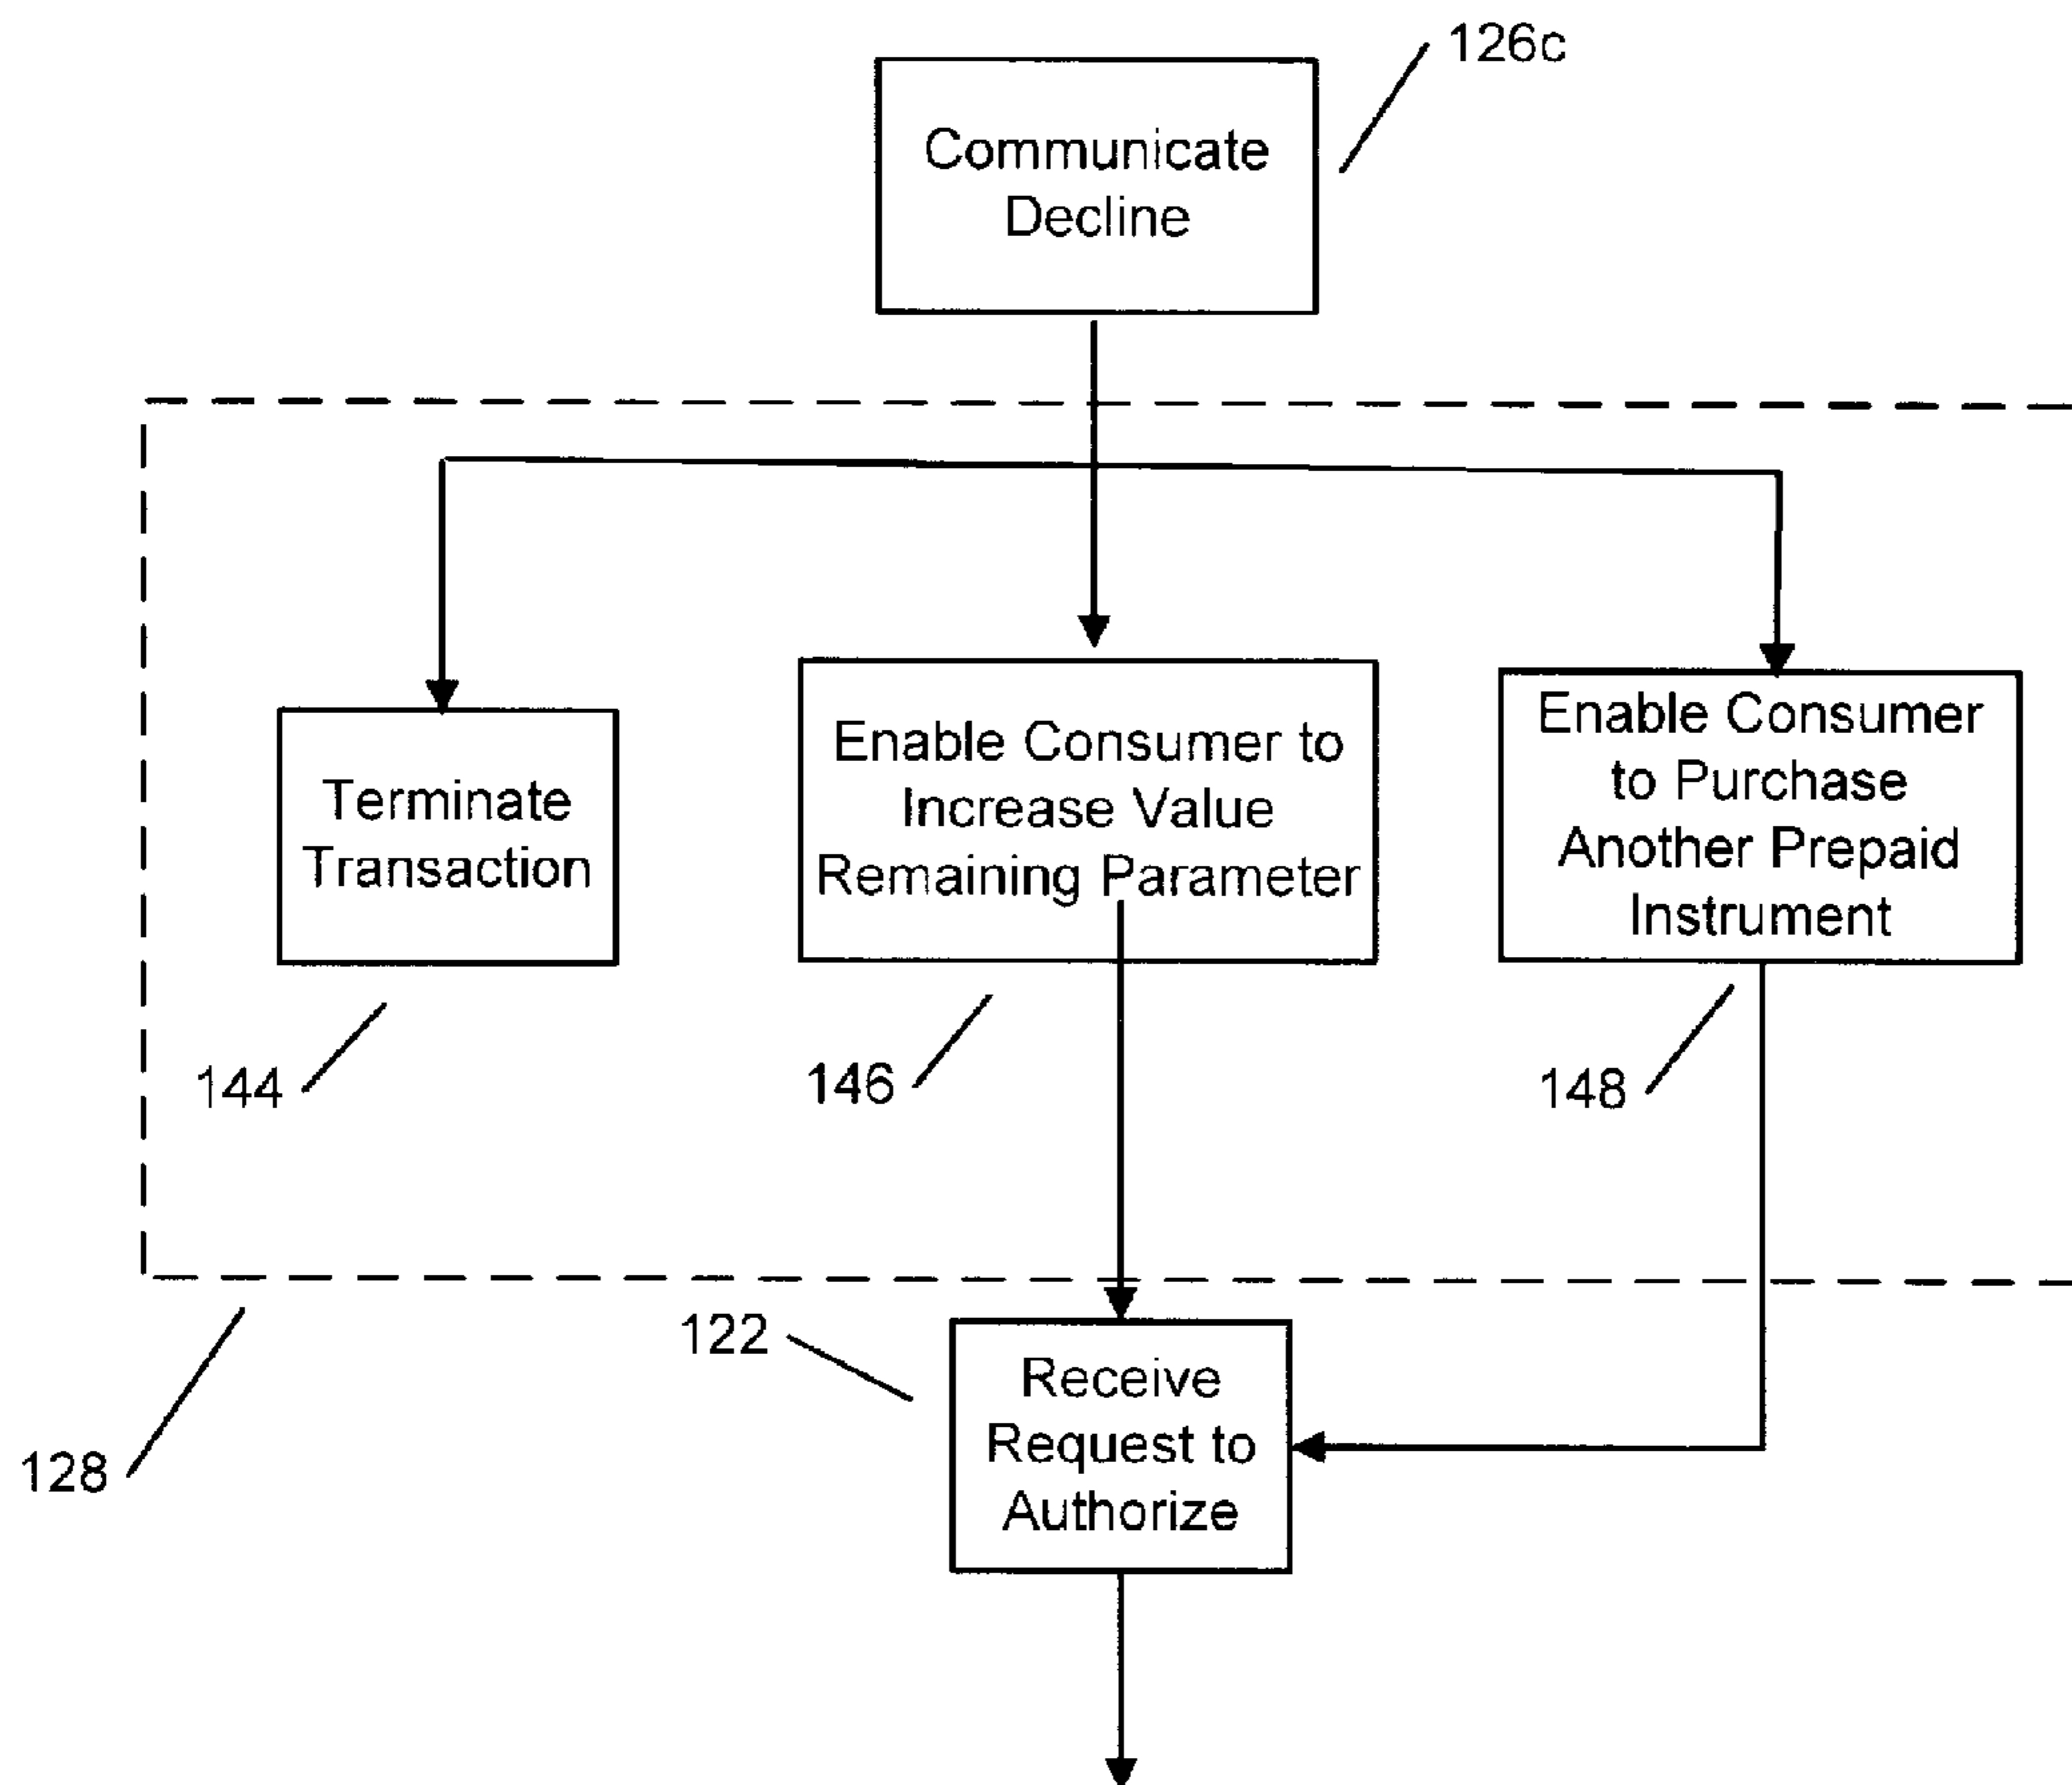 126c
Communicate
Decline
Terminate
Transaction
144
Enable Consumer to
Increase Value
Remaining Parameter
146
Enable Consumer
to Purchase
Another Prepaid
Instrument
148
128
122
Receive
Request to
Authorize